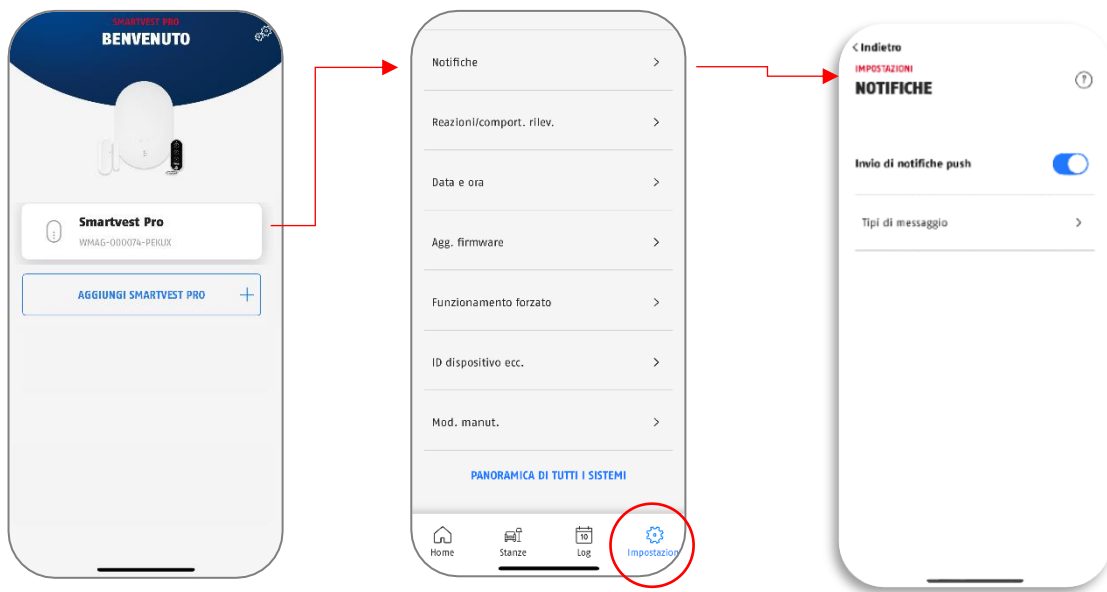 SMARTVEST PRO
BENVENUTO
Smartvest Pro
WMAG-000074-PEKUX
AGGIUNGI SMARTVEST PRO
Notifiche
Reazioni/comport. rilev.
Data e ora
Agg. firmware
Funzionamento forzato
ID dispositivo ecc.
Mod. manut.
PANORAMICA DI TUTTI I SISTEMI
Home
Stanze
10
Log
Impostazion
< Indietro
IMPOSTAZIONI
NOTIFICHE
?
Invio di notifiche push
Tipi di messaggio